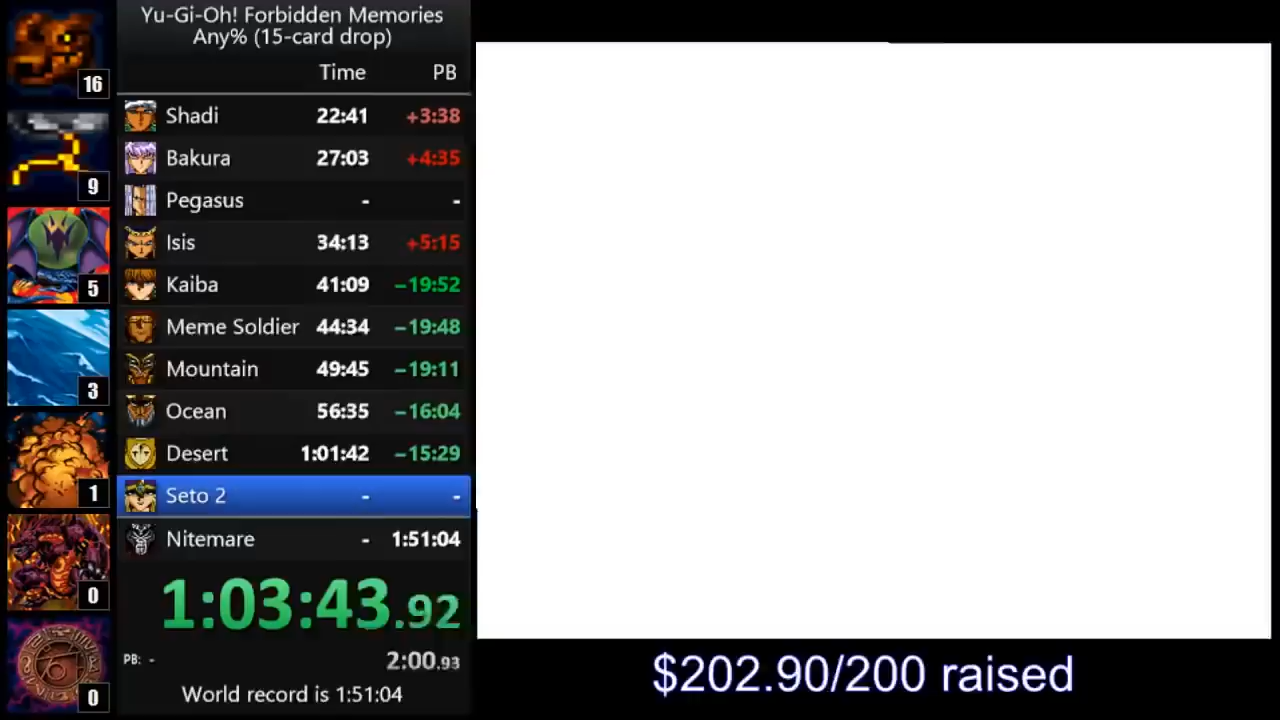 Yu-Gi-Oh! Forbidden Memories
Any% (15-card drop)
Time PB
Shadi 22:41 +3:38
Bakura 27:03 +4:35
Pegasus - -
Isis 34:13 +5:15
Kaiba 41:09 −19:52
Meme Soldier 44:34 −19:48
Mountain 49:45 −19:11
Ocean 56:35 −16:04
Desert 1:01:42 −15:29
Seto 2 - -
Nitemare - 1:51:04
1:03:43.92
PB: - 2:00.93
World record is 1:51:04
16
9
5
3
1
0
0
$202.90/200 raised